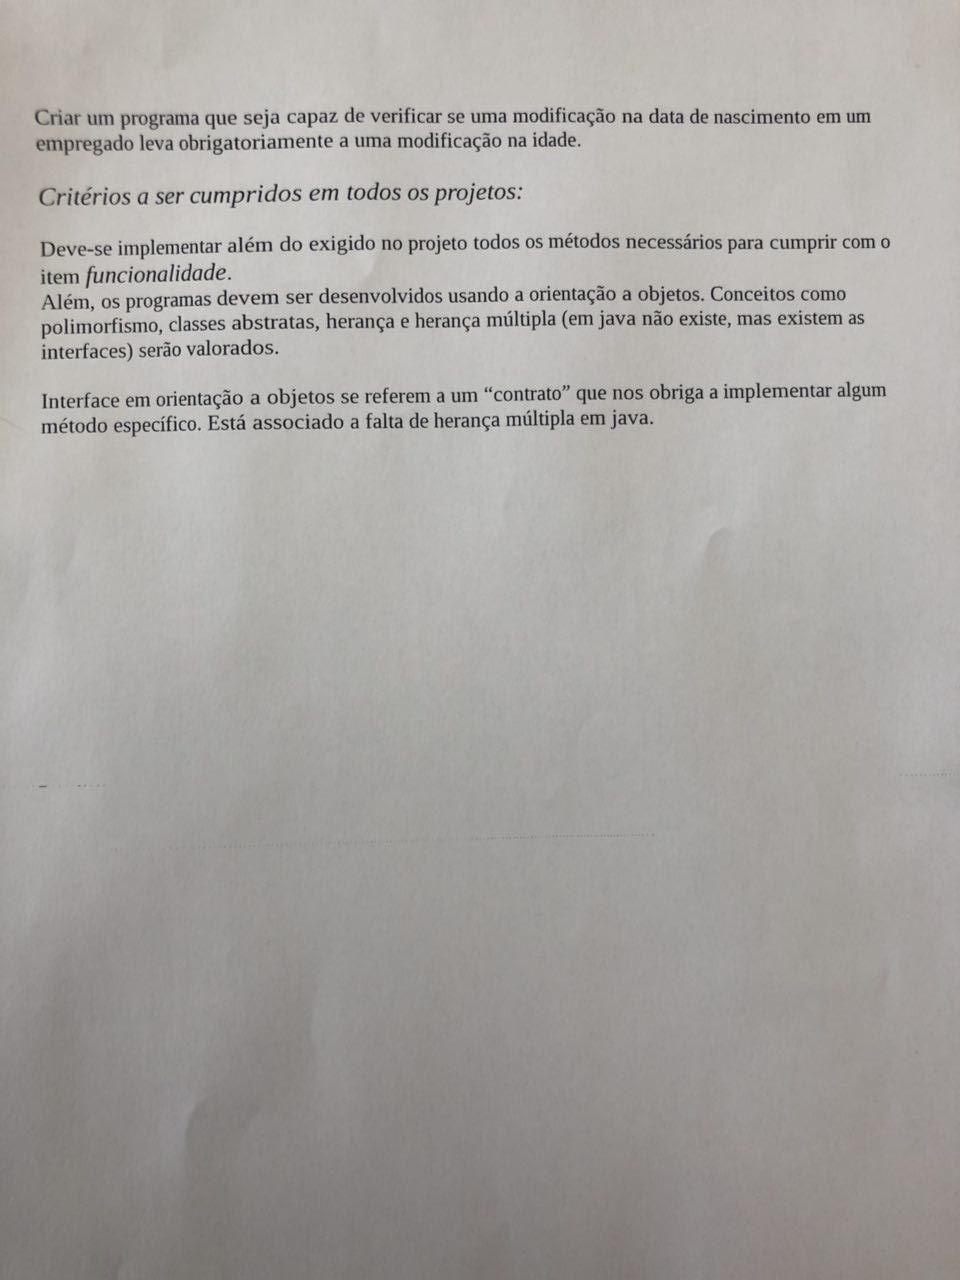 Criar um programa que seja capaz de verificar se uma modificação na data de nascimento em um
empregado leva obrigatoriamente a uma modificação na idade.
Critérios a ser cumpridos em todos os projetos:
Deve-se implementar além do exigido no projeto todos os métodos necessários para cumprir com o
item funcionalidade.
Além, os programas devem ser desenvolvidos usando a orientação a objetos. Conceitos como
polimorfismo, classes abstratas, herança e herança múltipla (em java não existe, mas existem as
interfaces) serão valorados.
Interface em orientação a objetos se referem a um “contrato” que nos obriga a implementar algum
método específico. Está associado a falta de herança múltipla em java.